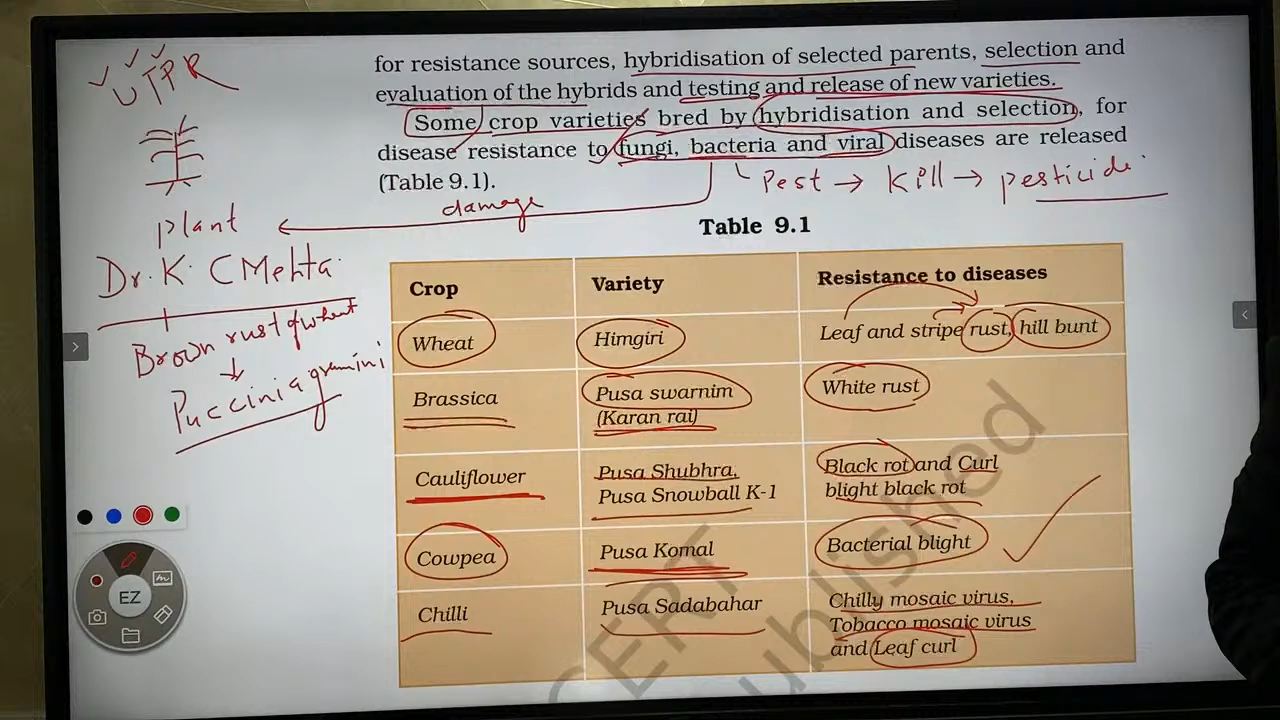 UTPR
for resistance sources, hybridisation of selected parents, selection and
evaluation of the hybrids and testing and release of new varieties.
Some crop varieties bred by hybridisation and selection, for
disease resistance to fungi, bacteria and viral diseases are released
(Table 9.1).
Pest → Kill → pesticide
damage
plant
Dr. K. C Mehta
Brown rust of wheat
↓
Puccinia gramini
Table 9.1
Crop Variety Resistance to diseases
Wheat Himgiri Leaf and stripe rust, hill bunt
Brassica Pusa swarnim White rust
(Karan rai)
Cauliflower Pusa Shubhra, Black rot and Curl
Pusa Snowball K-1 blight black rot
Cowpea Pusa Komal Bacterial blight
Chilli Pusa Sadabahar Chilly mosaic virus,
Tobacco mosaic virus
and Leaf curl
EZ